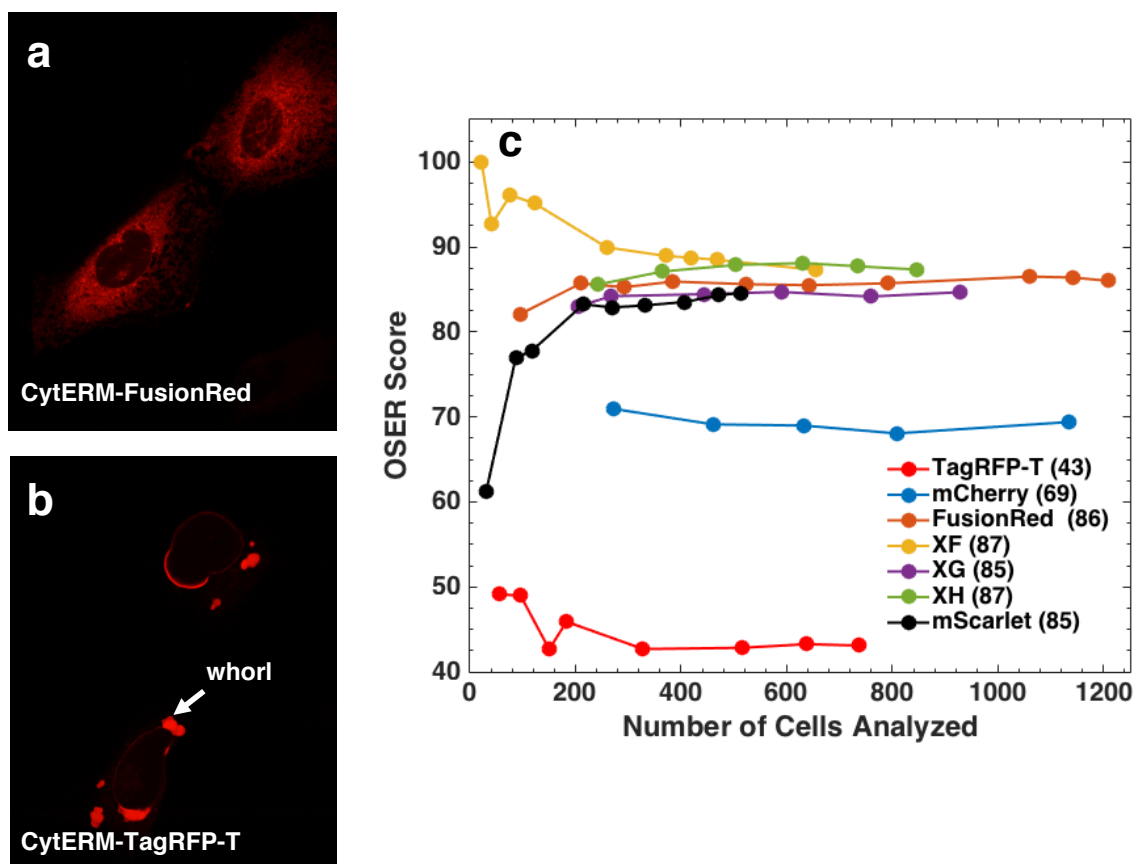 a
CytERM-FusionRed
b
whorl
CytERM-TagRFP-T
c
OSER Score
100
90
80
70
60
50
40
0 200 400 600 800 1000 1200
Number of Cells Analyzed
TagRFP-T (43)
mCherry (69)
FusionRed (86)
XF (87)
XG (85)
XH (87)
mScarlet (85)